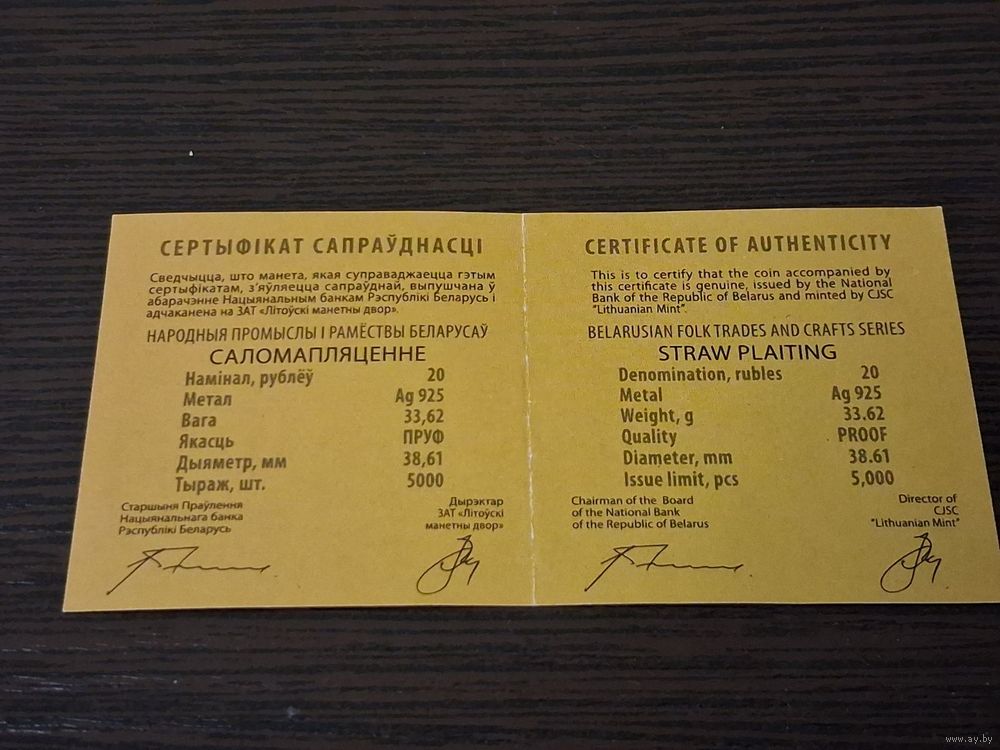 СЕРТЫФІКАТ САПРАЎДНАСЦІ
Сведчыцца, што манета, якая суправаджаецца гэтым
сертыфікатам, з'яўляецца сапраўднай, выпушчана ў
абарачэнне Нацыянальным банкам Рэспублікі Беларусь і
адчаканена на ЗАТ «Літоўскі манетны двор».
НАРОДНЫЯ ПРОМЫСЛЫ І РАМЁСТВЫ БЕЛАРУСАЎ
САЛОМАПЛЯЦЕННЕ
Намінал, рублёў 20
Метал Ag 925
Вага 33,62
Якасць ПРУФ
Дыяметр, мм 38,61
Тыраж, шт. 5000
Старшыня Праўлення
Нацыянальнага банка
Рэспублікі Беларусь
Дырэктар
ЗАТ «Літоўскі
манетны двор»
CERTIFICATE OF AUTHENTICITY
This is to certify that the coin accompanied by
this certificate is genuine, issued by the National
Bank of the Republic of Belarus and minted by CJSC
"Lithuanian Mint".
BELARUSIAN FOLK TRADES AND CRAFTS SERIES
STRAW PLAITING
Denomination, rubles 20
Metal Ag 925
Weight, g 33.62
Quality PROOF
Diameter, mm 38.61
Issue limit, pcs 5,000
Chairman of the Board
of the National Bank
of the Republic of Belarus
Director of
CJSC
"Lithuanian Mint"
www.ay.by